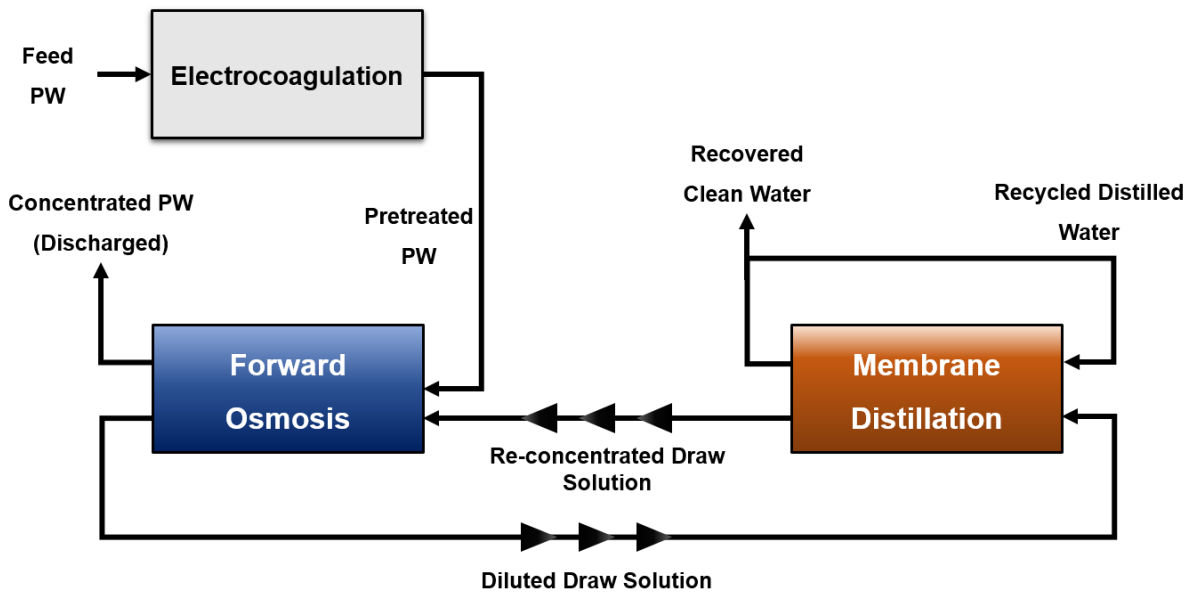 Feed
PW
Electrocoagulation
Recovered
Clean Water
Recycled Distilled
Water
Concentrated PW
(Discharged)
Pretreated
PW
Forward
Osmosis
Membrane
Distillation
Re-concentrated Draw
Solution
Diluted Draw Solution